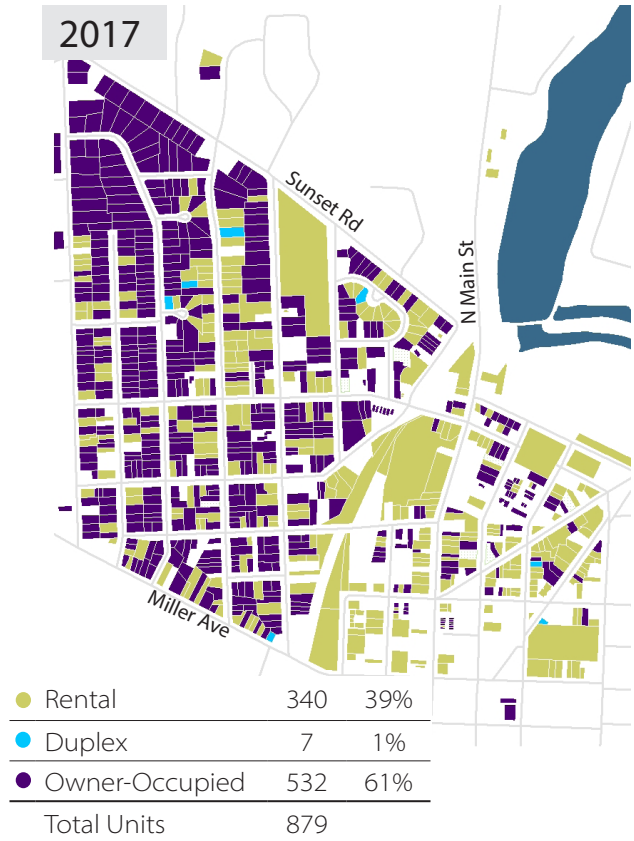 2017
Sunset Rd
N Main St
Miller Ave
Rental 340 39%
Duplex 7 1%
Owner-Occupied 532 61%
Total Units 879